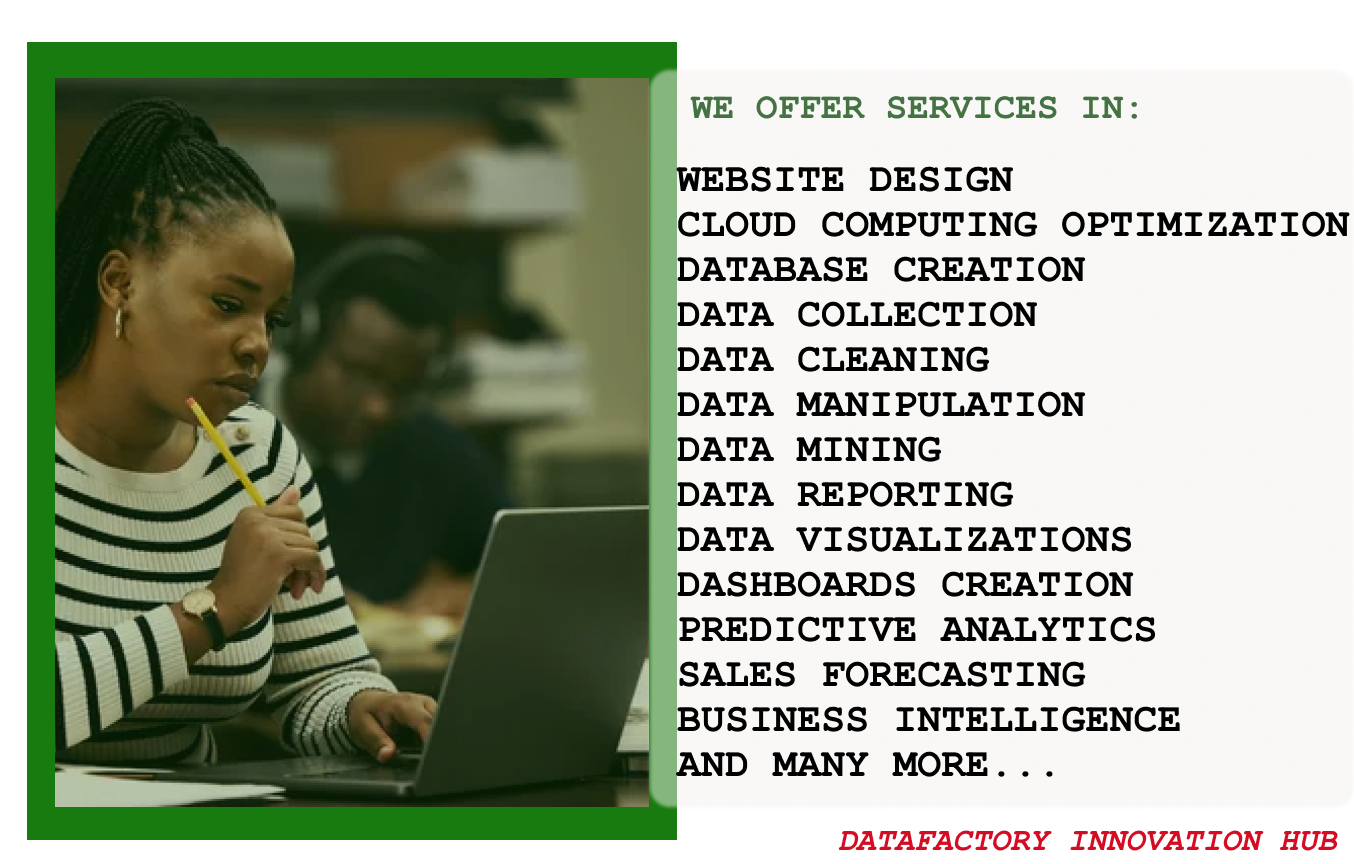 WE OFFER SERVICES IN:
WEBSITE DESIGN
CLOUD COMPUTING OPTIMIZATION
DATABASE CREATION
DATA COLLECTION
DATA CLEANING
DATA MANIPULATION
DATA MINING
DATA REPORTING
DATA VISUALIZATIONS
DASHBOARDS CREATION
PREDICTIVE ANALYTICS
SALES FORECASTING
BUSINESS INTELLIGENCE
AND MANY MORE...
DATAFACTORY INNOVATION HUB